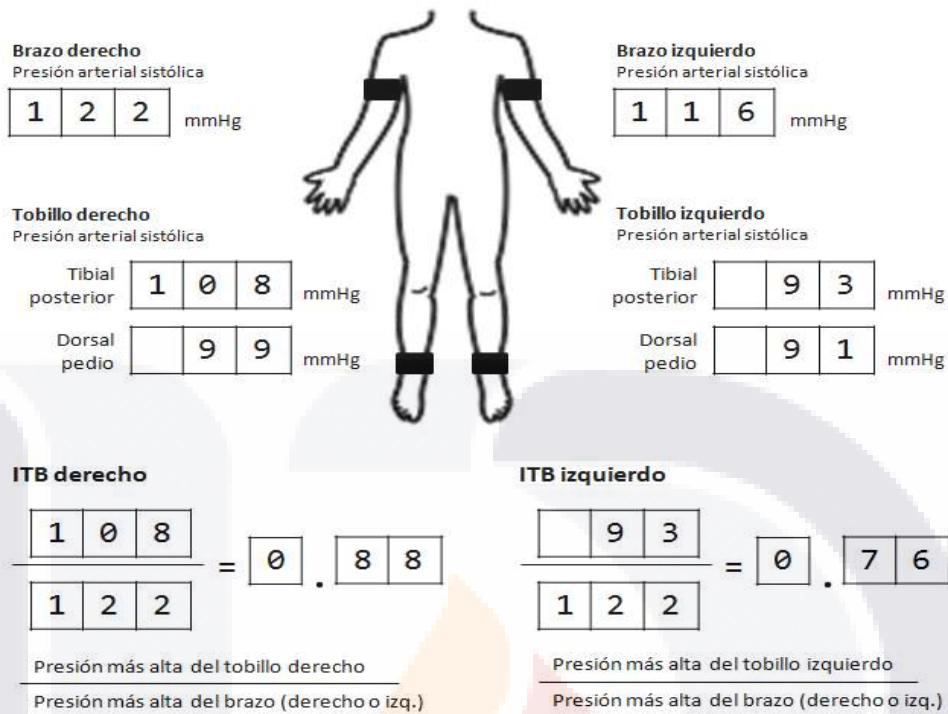 Brazo derecho
Presión arterial sistólica
1 2 2 mmHg
Brazo izquierdo
Presión arterial sistólica
1 1 6 mmHg
Tobillo derecho
Presión arterial sistólica
Tibial
posterior
1 0 8 mmHg
Dorsal
pedio
9 9 mmHg
Tobillo izquierdo
Presión arterial sistólica
Tibial
posterior
9 3 mmHg
Dorsal
pedio
9 1 mmHg
ITB derecho
1 0 8
1 2 2
= 0 . 8 8
Presión más alta del tobillo derecho
Presión más alta del brazo (derecho o izq.)
ITB izquierdo
9 3
1 2 2
= 0 . 7 6
Presión más alta del tobillo izquierdo
Presión más alta del brazo (derecho o izq.)